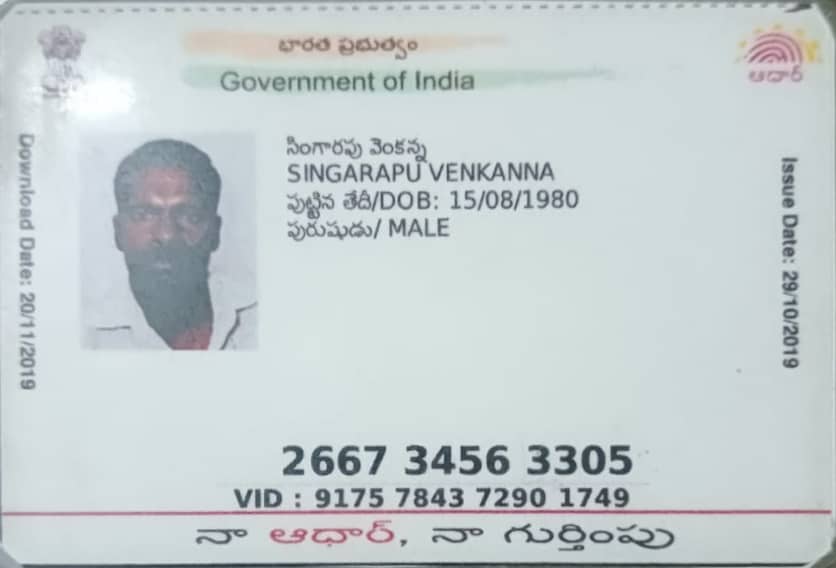 భారత ప్రభుత్వం
Government of India
ఆధార్
Download Date: 20/11/2019
సింగారపు వెంకన్న
SINGARAPU VENKANNA
పుట్టిన తేదీ/DOB: 15/08/1980
పురుషుడు/ MALE
Issue Date: 29/10/2019
2667 3456 3305
VID : 9175 7843 7290 1749
నా ఆధార్, నా గుర్తింపు